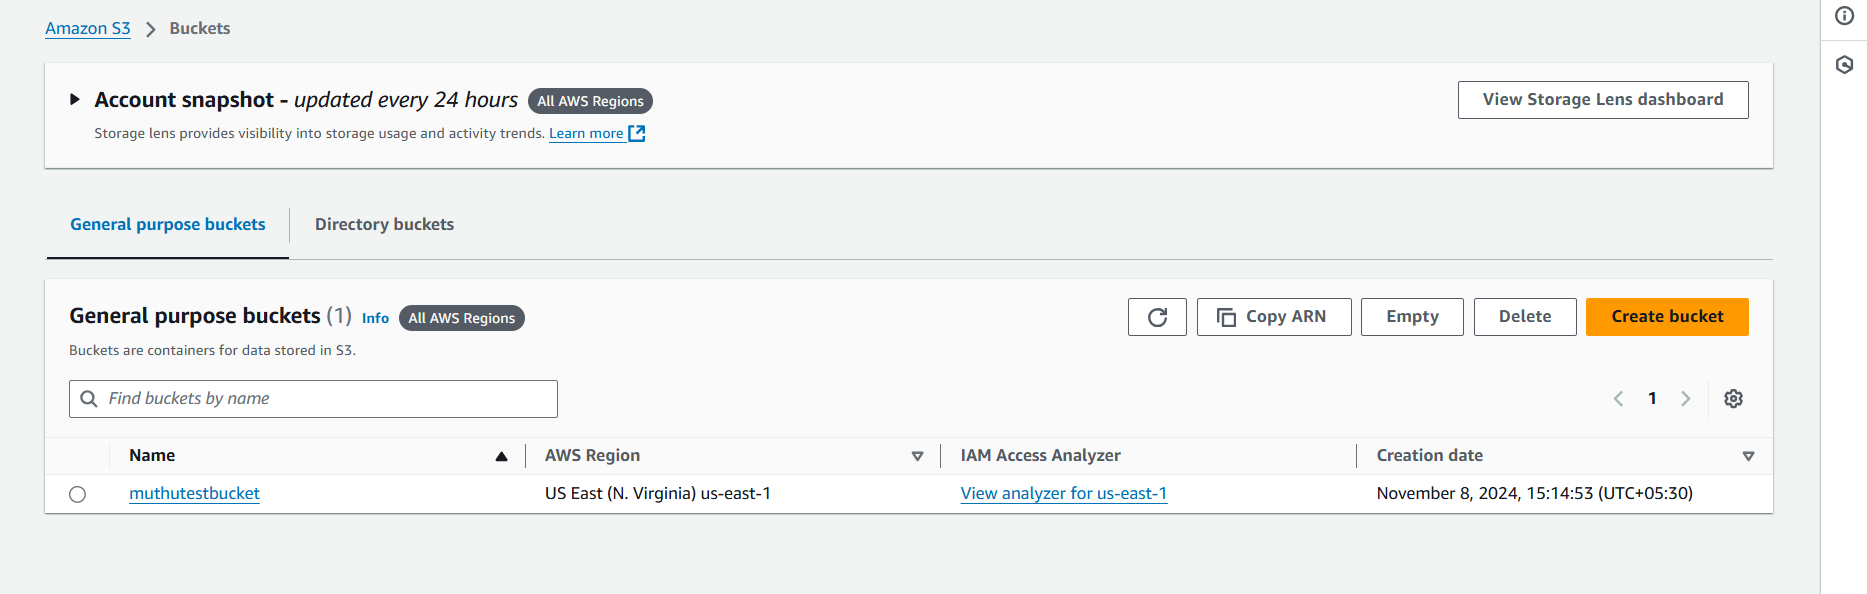 Amazon S3 > Buckets
Account snapshot - updated every 24 hours All AWS Regions
View Storage Lens dashboard
Storage lens provides visibility into storage usage and activity trends. Learn more
General purpose buckets
Directory buckets
General purpose buckets (1) Info All AWS Regions
Copy ARN
Empty
Delete
Create bucket
Buckets are containers for data stored in S3.
Find buckets by name
1
Name AWS Region IAM Access Analyzer Creation date
muthutestbucket US East (N. Virginia) us-east-1 View analyzer for us-east-1 November 8, 2024, 15:14:53 (UTC+05:30)